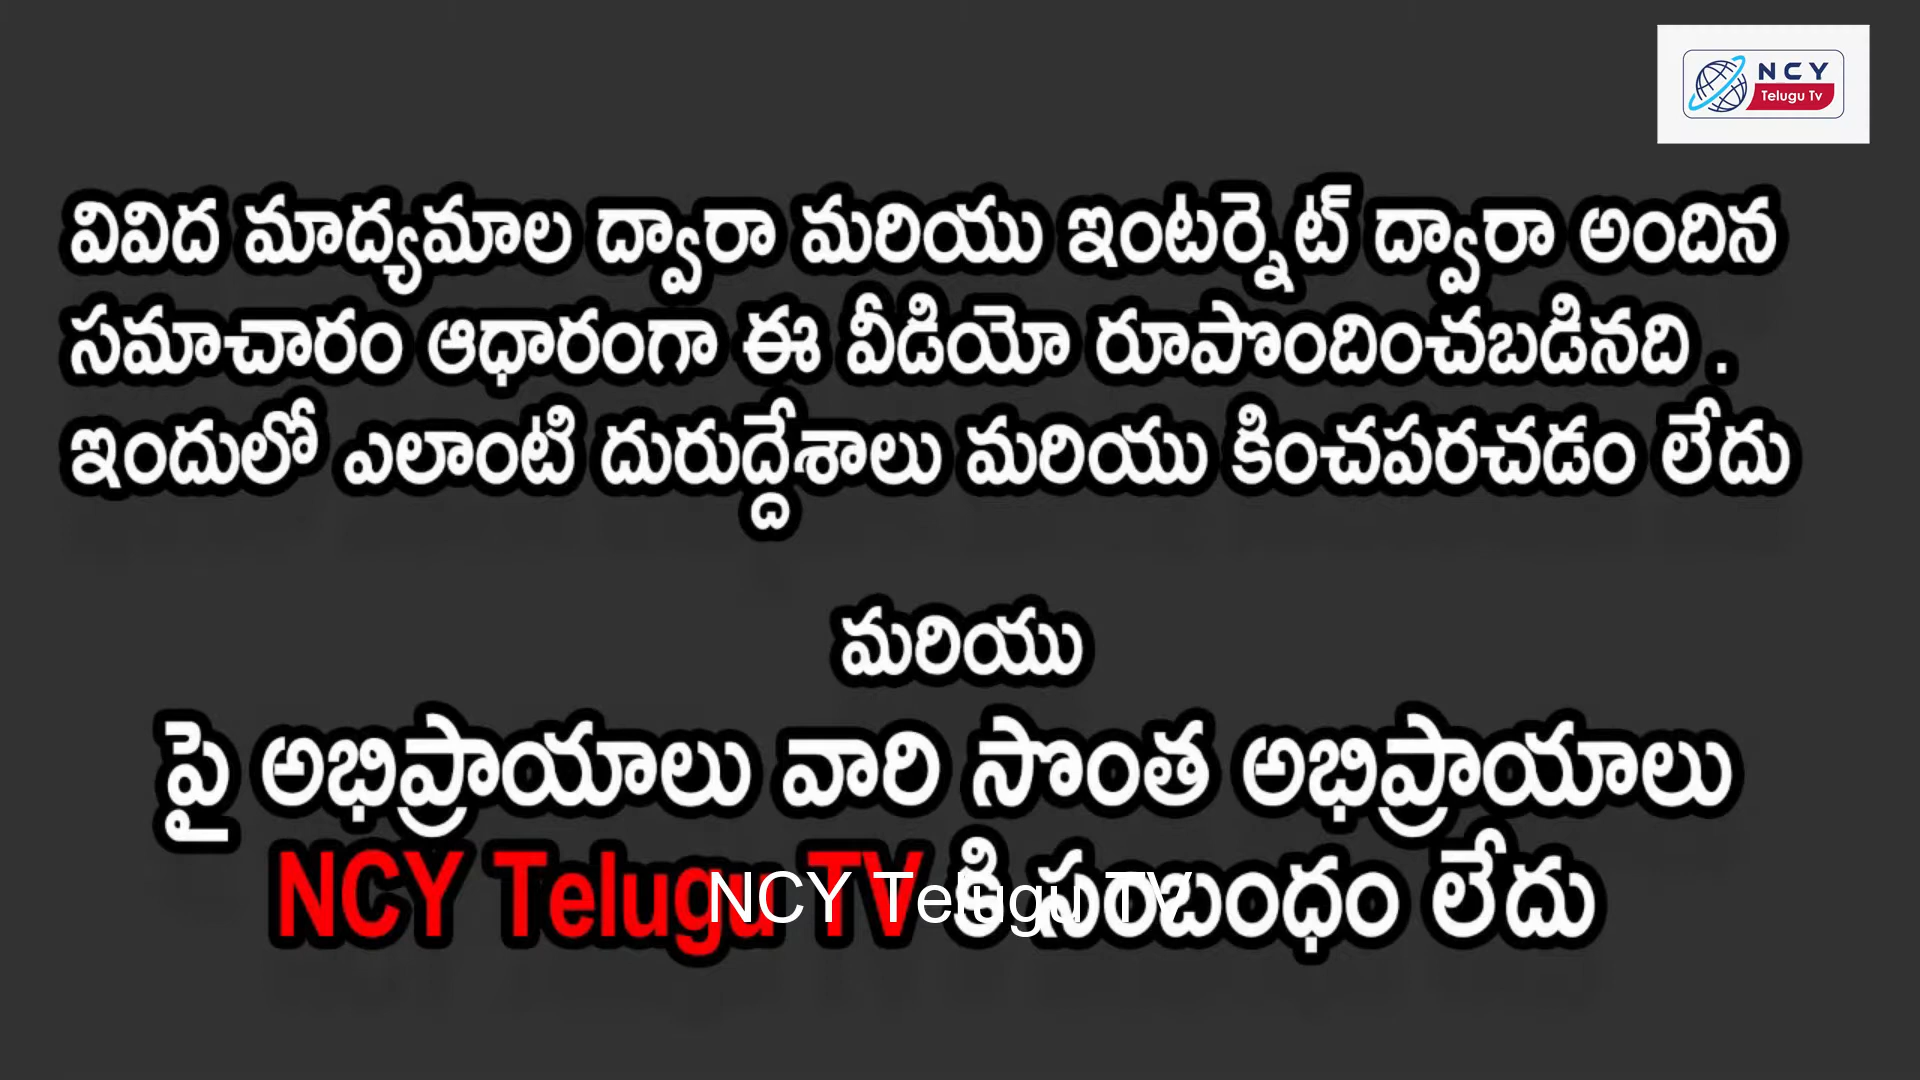 NCY
Telugu Tv
వివిద మాద్యమాల ద్వారా మరియు ఇంటర్నెట్ ద్వారా అందిన
సమాచారం ఆధారంగా ఈ వీడియో రూపొందించబడినది .
ఇందులో ఎలాంటి దురుద్దేశాలు మరియు కించపరచడం లేదు
మరియు
పై అభిప్రాయాలు వారి సొంత అభిప్రాయాలు
NCY Telugu TV కి సంబంధం లేదు
NCY Telugu TV